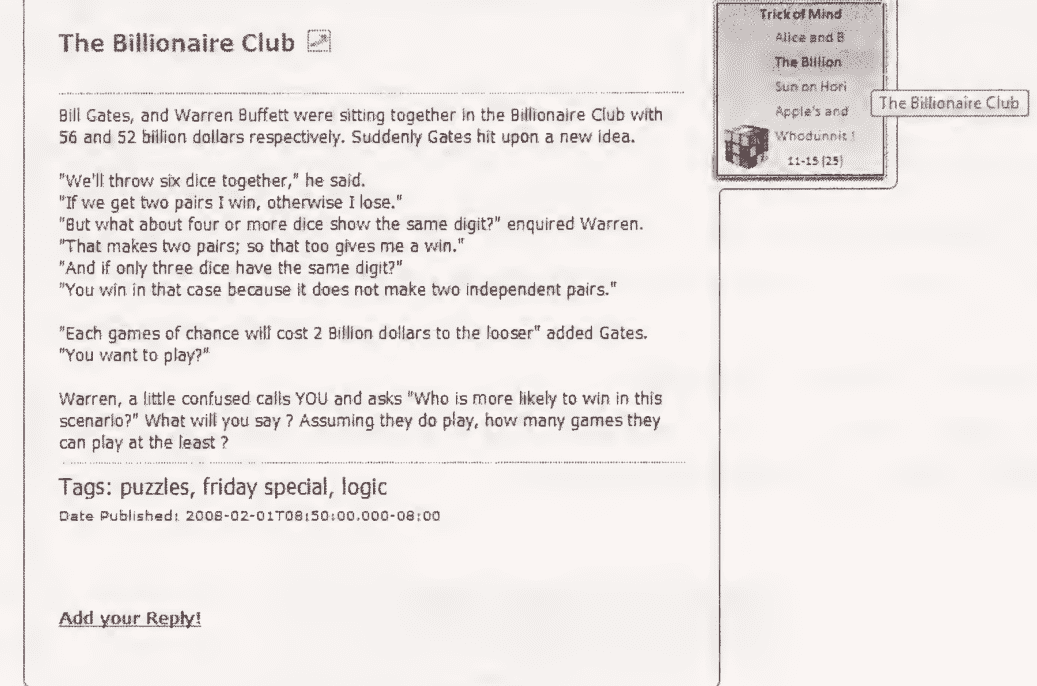 The Billionaire Club
Bill Gates, and Warren Buffett were sitting together in the Billionaire Club with
56 and 52 billion dollars respectively. Suddenly Gates hit upon a new idea.
"We'll throw six dice together," he said.
"If we get two pairs I win, otherwise I lose."
"But what about four or more dice show the same digit?" enquired Warren.
"That makes two pairs; so that too gives me a win."
"And if only three dice have the same digit?"
"You win in that case because it does not make two independent pairs."
"Each games of chance will cost 2 Billion dollars to the looser" added Gates.
"You want to play?"
Warren, a little confused calls YOU and asks "Who is more likely to win in this
scenario?" What will you say ? Assuming they do play, how many games they
can play at the least ?
Tags: puzzles, friday special, logic
Date Published: 2008-02-01T08:50:00.000-08:00
Add your Reply!
Trick of Mind
Alice and B
The Billion
Sun on Hori
Apple's and
Whodunnit !
11-15 (25)
The Billionaire Club